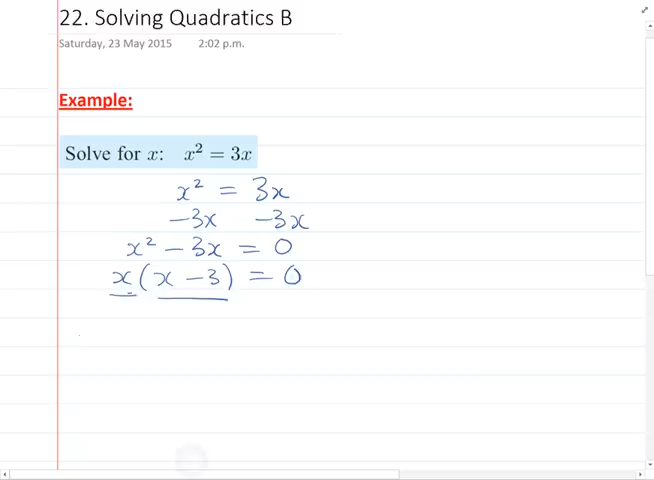 22. Solving Quadratics B
Saturday, 23 May 2015 2:02 p.m.
Example:
Solve for x: x² = 3x
x² = 3x
-3x -3x
x² - 3x = 0
x(x - 3) = 0